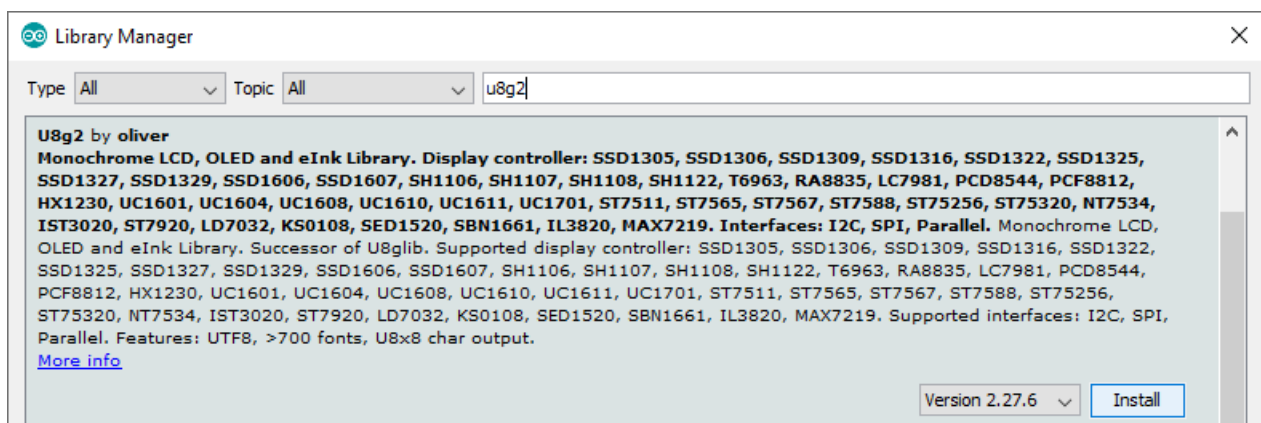 Library Manager
Type All Topic All u8g2
U8g2 by oliver
Monochrome LCD, OLED and eInk Library. Display controller: SSD1305, SSD1306, SSD1309, SSD1316, SSD1322, SSD1325,
SSD1327, SSD1329, SSD1606, SSD1607, SH1106, SH1107, SH1108, SH1122, T6963, RA8835, LC7981, PCD8544, PCF8812,
HX1230, UC1601, UC1604, UC1608, UC1610, UC1611, UC1701, ST7511, ST7565, ST7567, ST7588, ST75256, ST75320, NT7534,
IST3020, ST7920, LD7032, KS0108, SED1520, SBN1661, IL3820, MAX7219. Interfaces: I2C, SPI, Parallel. Monochrome LCD,
OLED and eInk Library. Successor of U8glib. Supported display controller: SSD1305, SSD1306, SSD1309, SSD1316, SSD1322,
SSD1325, SSD1327, SSD1329, SSD1606, SSD1607, SH1106, SH1107, SH1108, SH1122, T6963, RA8835, LC7981, PCD8544,
PCF8812, HX1230, UC1601, UC1604, UC1608, UC1610, UC1611, UC1701, ST7511, ST7565, ST7567, ST7588, ST75256,
ST75320, NT7534, IST3020, ST7920, LD7032, KS0108, SED1520, SBN1661, IL3820, MAX7219. Supported interfaces: I2C, SPI,
Parallel. Features: UTF8, >700 fonts, U8x8 char output.
More info
Version 2.27.6 Install